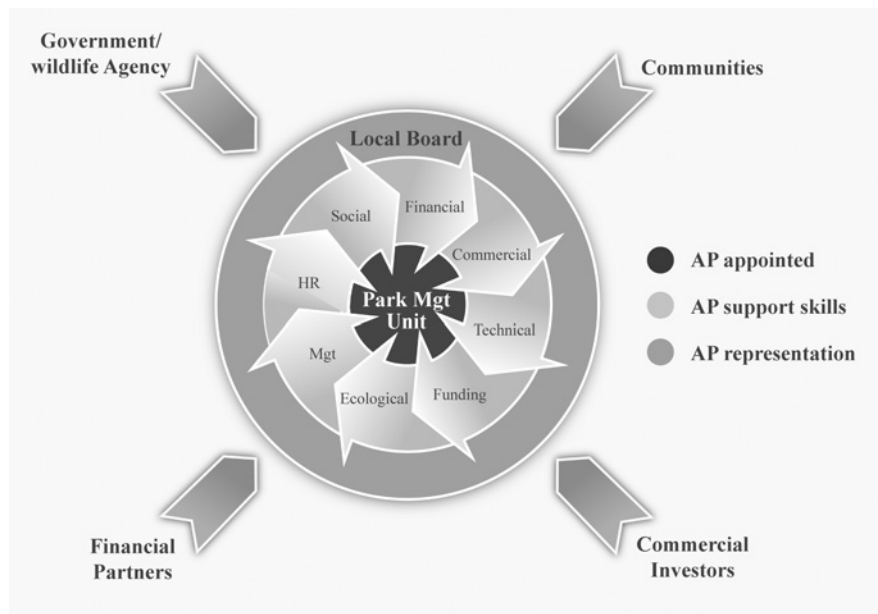 Government/
wildlife Agency
Communities
Local Board
Social
Financial
HR
Commercial
Park Mgt
Unit
Mgt
Technical
Ecological
Funding
AP appointed
AP support skills
AP representation
Financial
Partners
Commercial
Investors